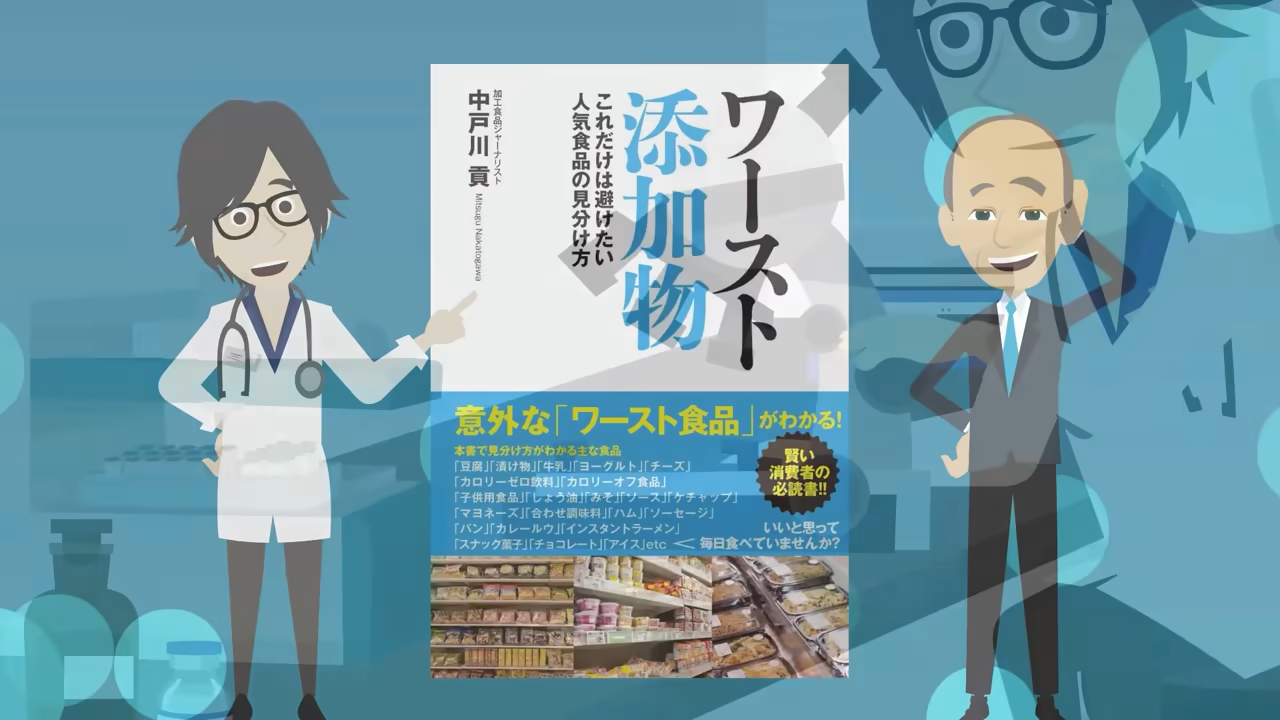 ワースト
添加物
これだけは避けたい
人気食品の見分け方
加工食品ジャーナリスト
中戸川 貢 Mitsugu Nakatogawa
意外な「ワースト食品」がわかる!
本書で見分け方がわかる主な食品
「豆腐」「漬け物」「牛乳」「ヨーグルト」「チーズ」
「カロリーゼロ飲料」「カロリーオフ食品」
「子供用食品」「しょう油」「みそ」「ソース」「ケチャップ」
「マヨネーズ」「合わせ調味料」「ハム」「ソーセージ」
「パン」「カレールウ」「インスタントラーメン」
「スナック菓子」「チョコレート」「アイス」etc
賢い
消費者の
必読書!!
いいと思って
毎日食べていませんか?